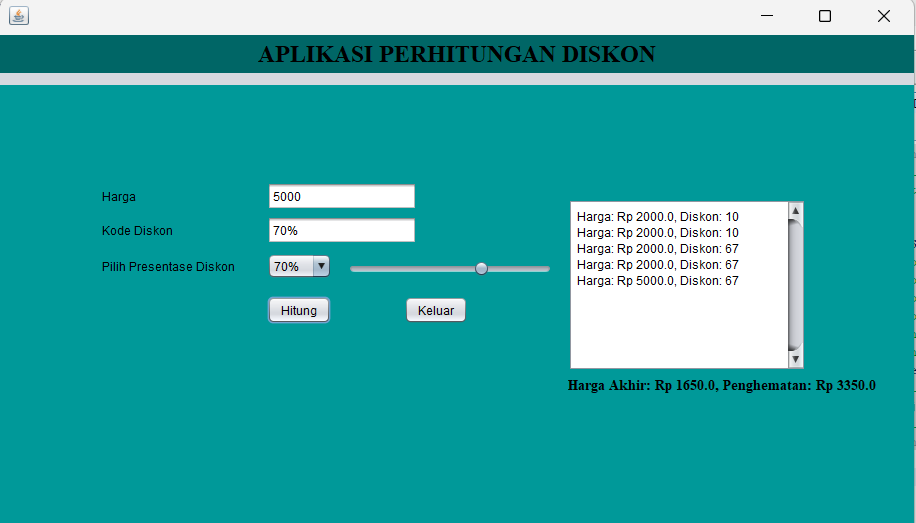 APLIKASI PERHITUNGAN DISKON
Harga
5000
Kode Diskon
70%
Pilih Presentase Diskon
70%
Hitung
Keluar
Harga: Rp 2000.0, Diskon: 10
Harga: Rp 2000.0, Diskon: 10
Harga: Rp 2000.0, Diskon: 67
Harga: Rp 2000.0, Diskon: 67
Harga: Rp 5000.0, Diskon: 67
Harga Akhir: Rp 1650.0, Penghematan: Rp 3350.0